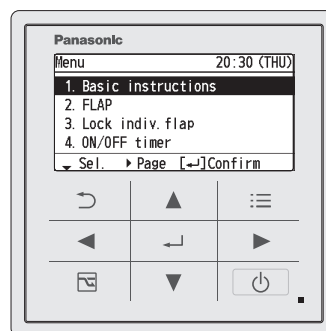 Panasonic
Menu 20:30 (THU)
1. Basic instructions
2. FLAP
3. Lock indiv.flap
4. ON/OFF timer
Sel. Page [↵]Confirm